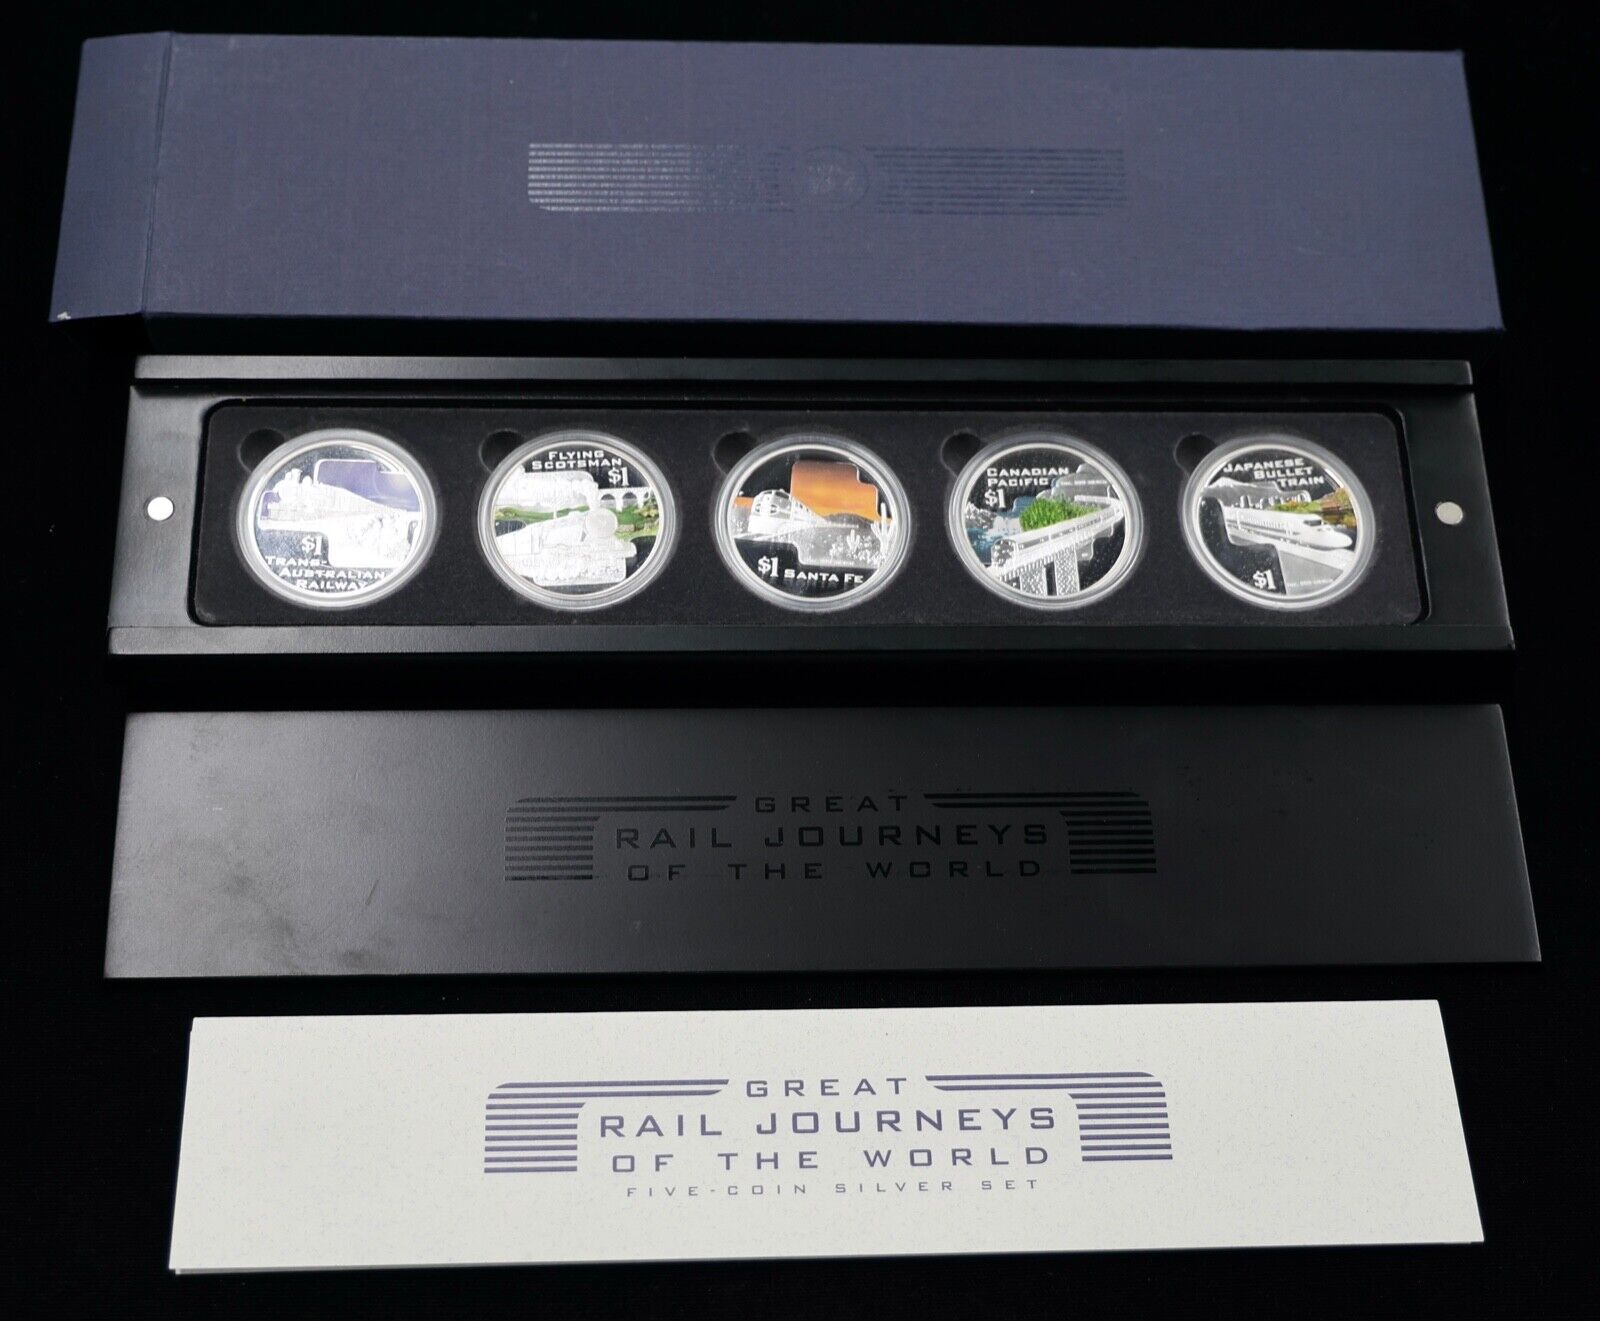 $1
TRANS-
AUSTRALIAN
RAILWAY
FLYING
SCOTSMAN
$1
$1 SANTA FE
CANADIAN
PACIFIC
$1
JAPANESE
BULLET
TRAIN
$1
GREAT
RAIL JOURNEYS
OF THE WORLD
GREAT
RAIL JOURNEYS
OF THE WORLD
FIVE-COIN SILVER SET